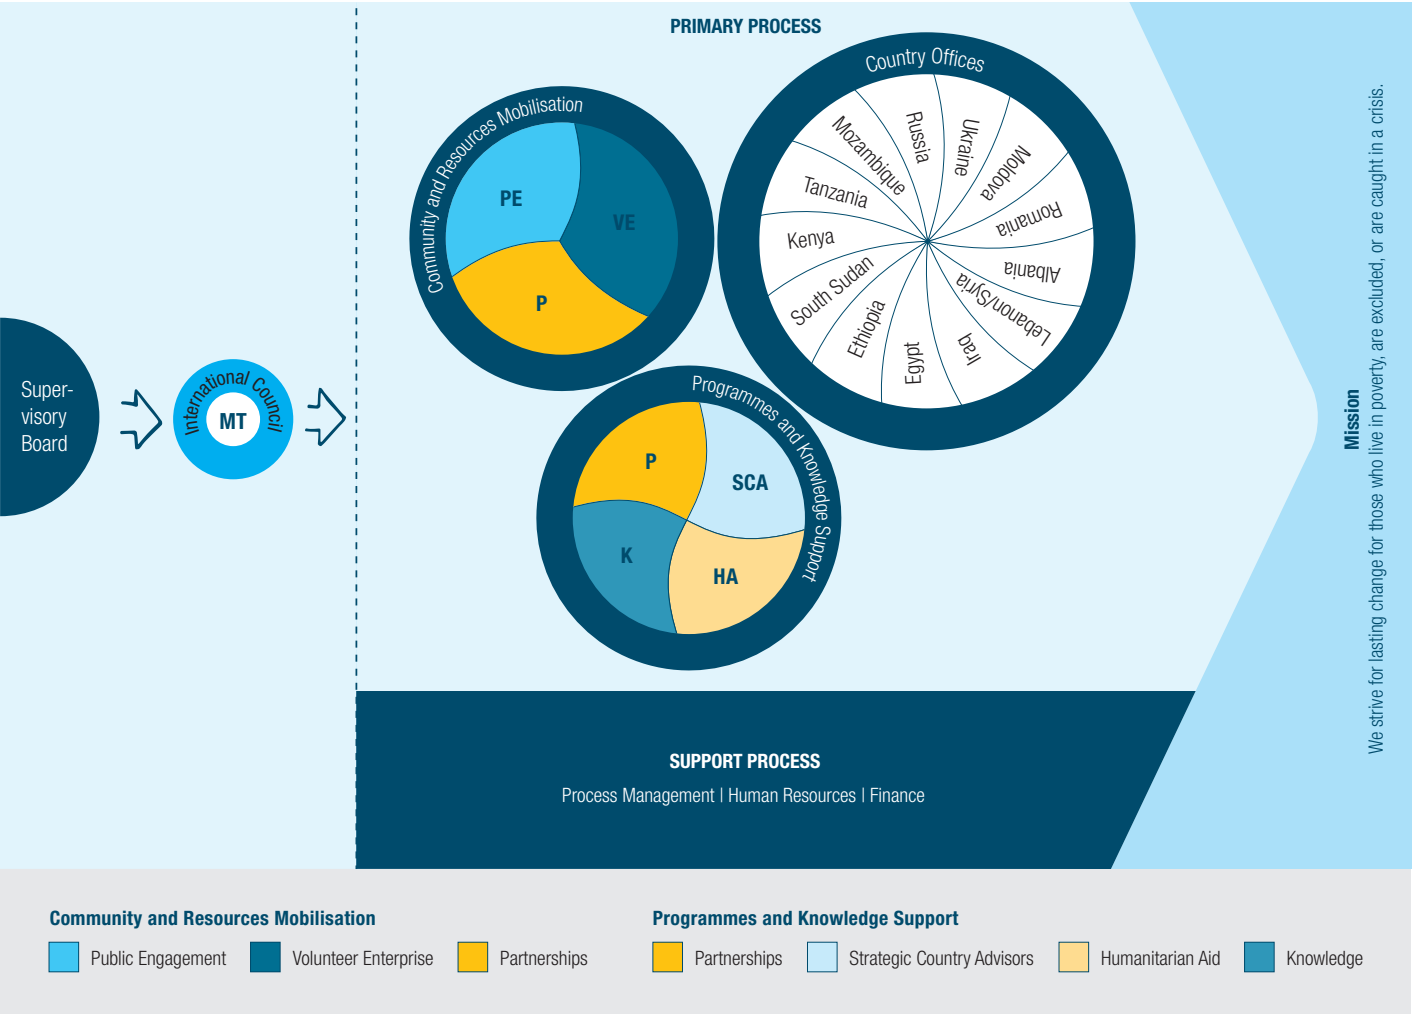 PRIMARY PROCESS
Community and Resources Mobilisation
PE
VE
P
Country Offices
Russia
Ukraine
Moldova
Romania
Albania
Lebanon/Syria
Iraq
Egypt
Ethiopia
South Sudan
Kenya
Tanzania
Mozambique
Super-
visory
Board
International Council
MT
Programmes and Knowledge Support
P
SCA
K
HA
Mission
We strive for lasting change for those who live in poverty, are excluded, or are caught in a crisis.
SUPPORT PROCESS
Process Management | Human Resources | Finance
Community and Resources Mobilisation
Public Engagement
Volunteer Enterprise
Partnerships
Programmes and Knowledge Support
Partnerships
Strategic Country Advisors
Humanitarian Aid
Knowledge